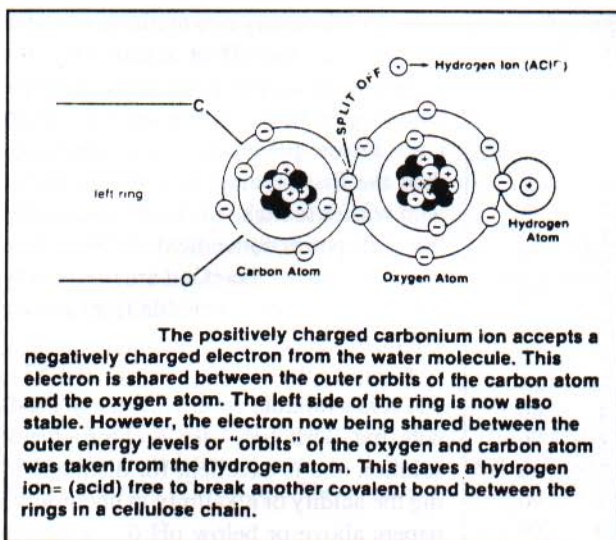 SPLIT OFF
Hydrogen Ion (ACID)
C
left ring
O
Carbon Atom
Oxygen Atom
Hydrogen
Atom
The positively charged carbonium ion accepts a
negatively charged electron from the water molecule. This
electron is shared between the outer orbits of the carbon atom
and the oxygen atom. The left side of the ring is now also
stable. However, the electron now being shared between the
outer energy levels or “orbits” of the oxygen and carbon atom
was taken from the hydrogen atom. This leaves a hydrogen
ion - (acid) free to break another covalent bond between the
rings in a cellulose chain.